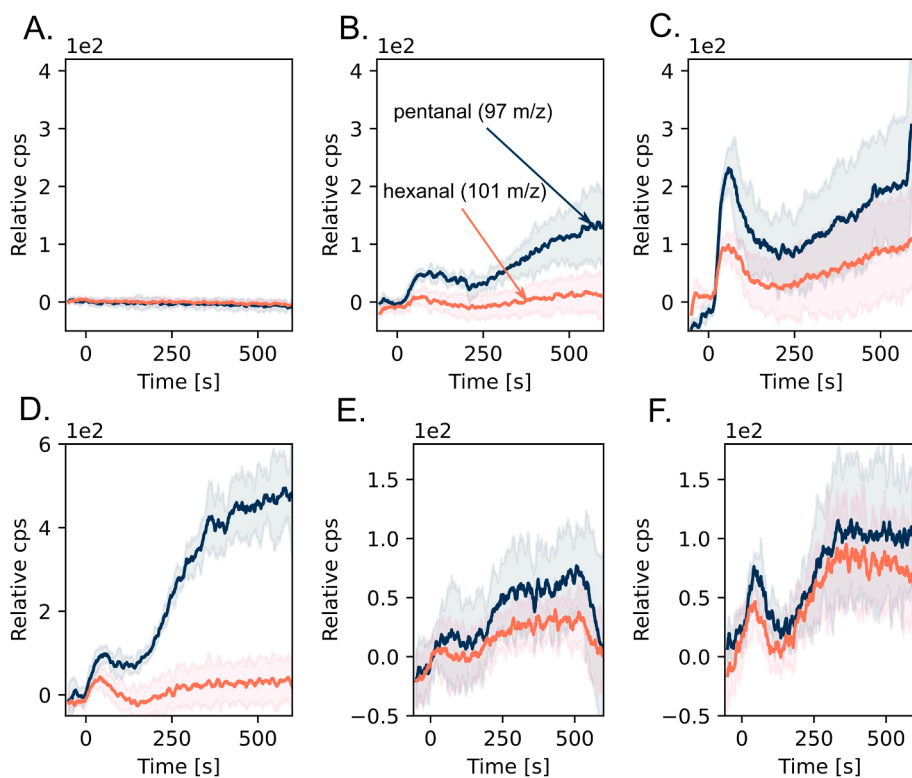 A.
1e2
Relative cps
4
3
2
1
0
0
250
500
Time [s]
B.
1e2
Relative cps
4
3
2
1
0
pentanal (97 m/z)
hexanal (101 m/z)
0
250
500
Time [s]
C.
1e2
Relative cps
4
3
2
1
0
0
250
500
Time [s]
D.
1e2
Relative cps
6
4
2
0
0
250
500
Time [s]
E.
1e2
Relative cps
1.5
1.0
0.5
0.0
−0.5
0
250
500
Time [s]
F.
1e2
Relative cps
1.5
1.0
0.5
0.0
−0.5
0
250
500
Time [s]